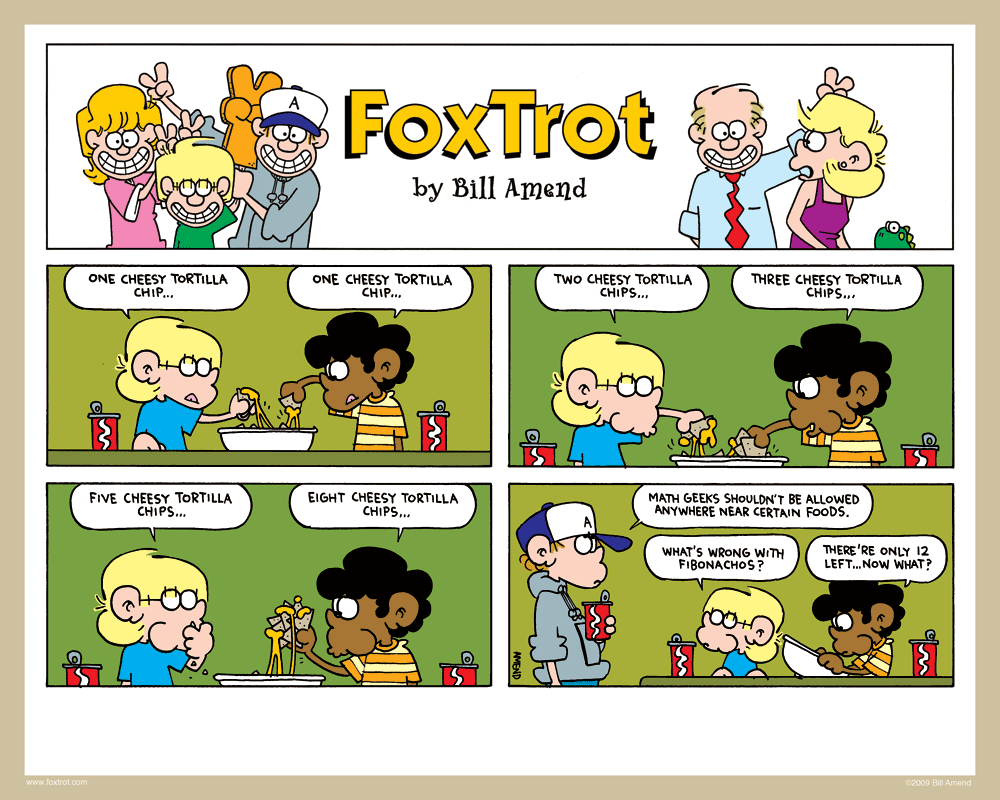 A
FOXTROT
by Bill Amend
ONE CHEESY TORTILLA
CHIP...
ONE CHEESY TORTILLA
CHIP...
TWO CHEESY TORTILLA
CHIPS...
THREE CHEESY TORTILLA
CHIPS...
FIVE CHEESY TORTILLA
CHIPS...
EIGHT CHEESY TORTILLA
CHIPS...
MATH GEEKS SHOULDN'T BE ALLOWED
ANYWHERE NEAR CERTAIN FOODS.
A
WHAT'S WRONG WITH
FIBONACHOS?
THERE'RE ONLY 12
LEFT...NOW WHAT?
AMEND
www.foxtrot.com
©2009 Bill Amend